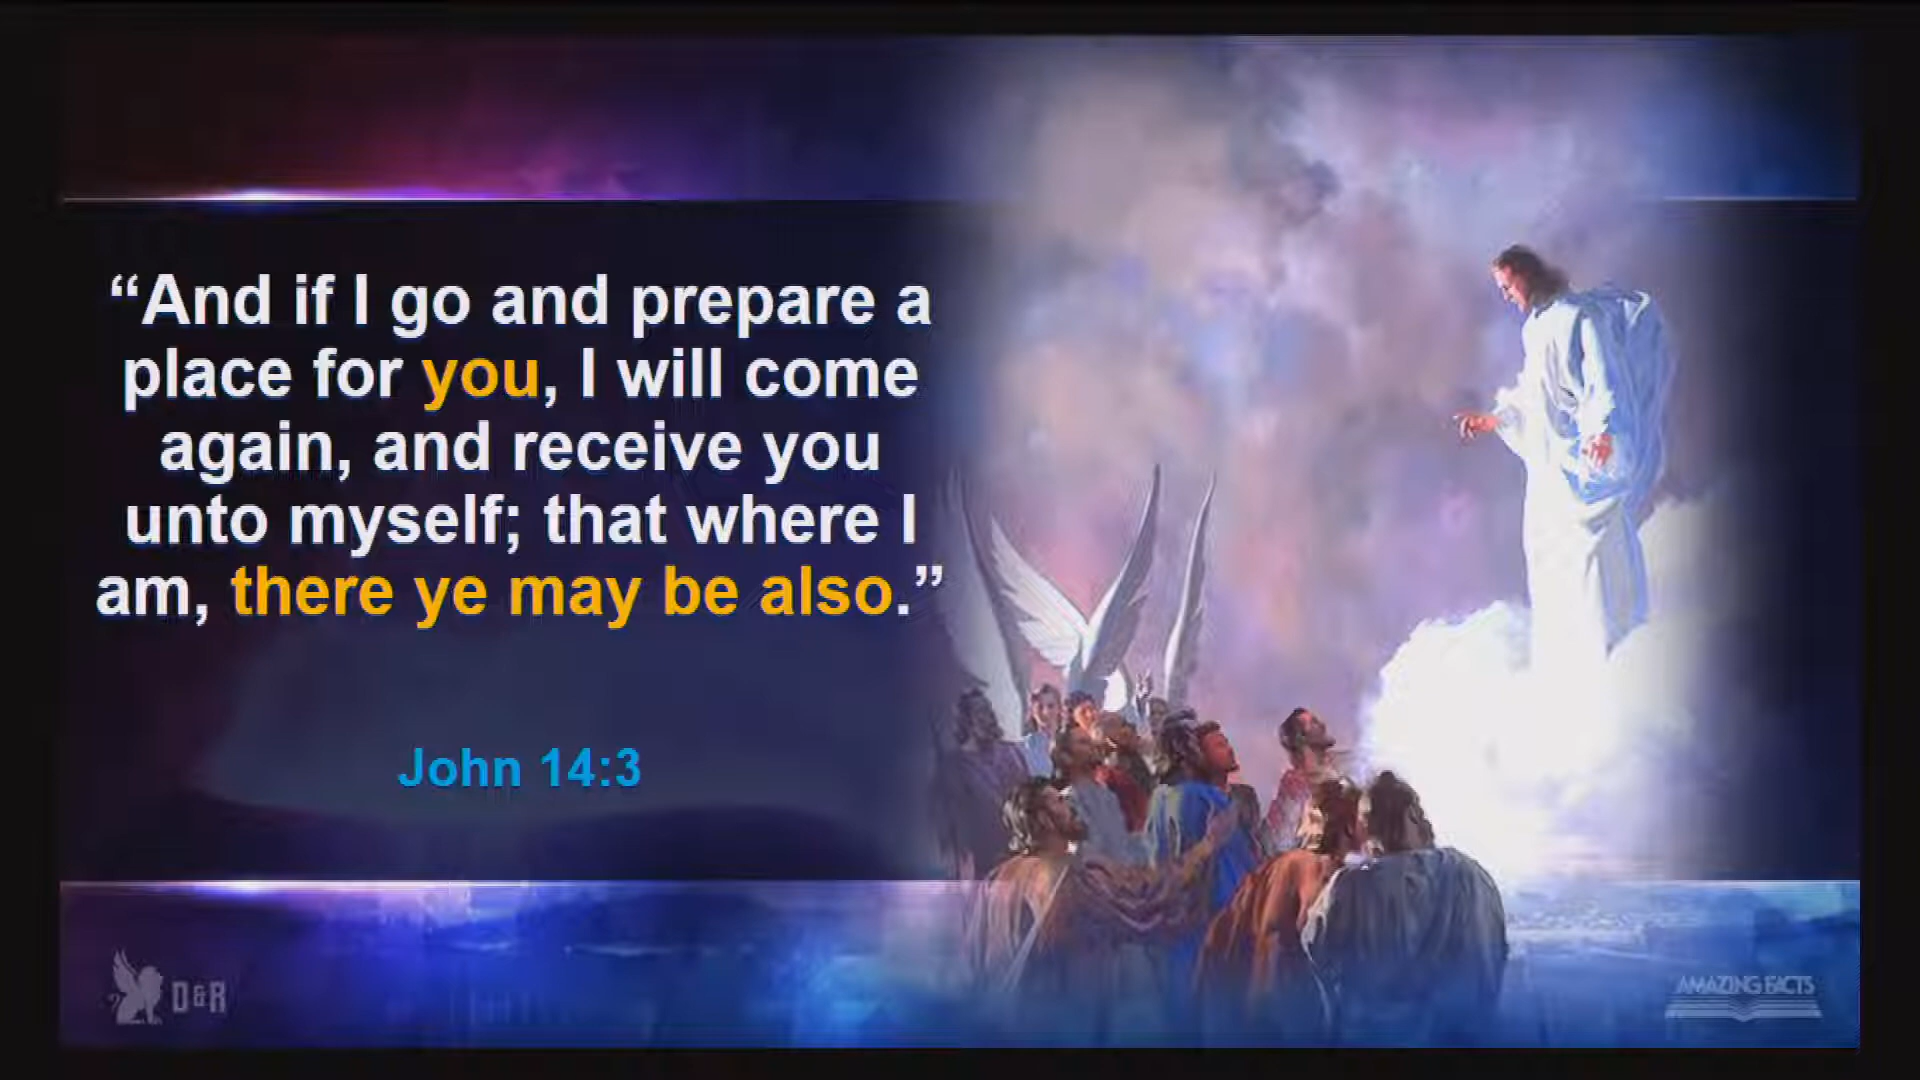 “And if I go and prepare a
place for you, I will come
again, and receive you
unto myself; that where I
am, there ye may be also.”
John 14:3
D&R
AMAZING FACTS